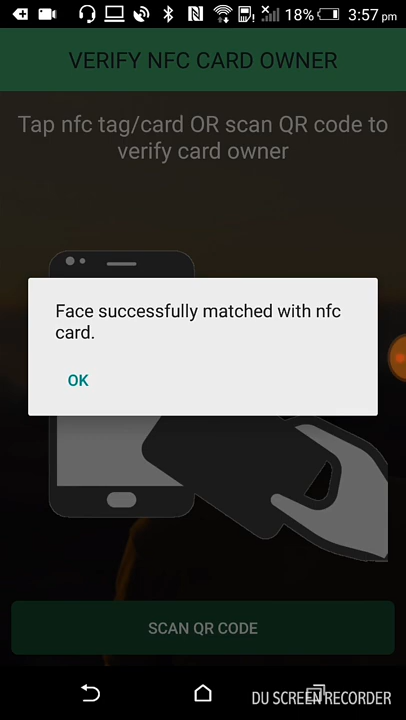 18% 3:57 pm
VERIFY NFC CARD OWNER
Tap nfc tag/card OR scan QR code to
verify card owner
Face successfully matched with nfc
card.
OK
SCAN QR CODE
DU SCREEN RECORDER